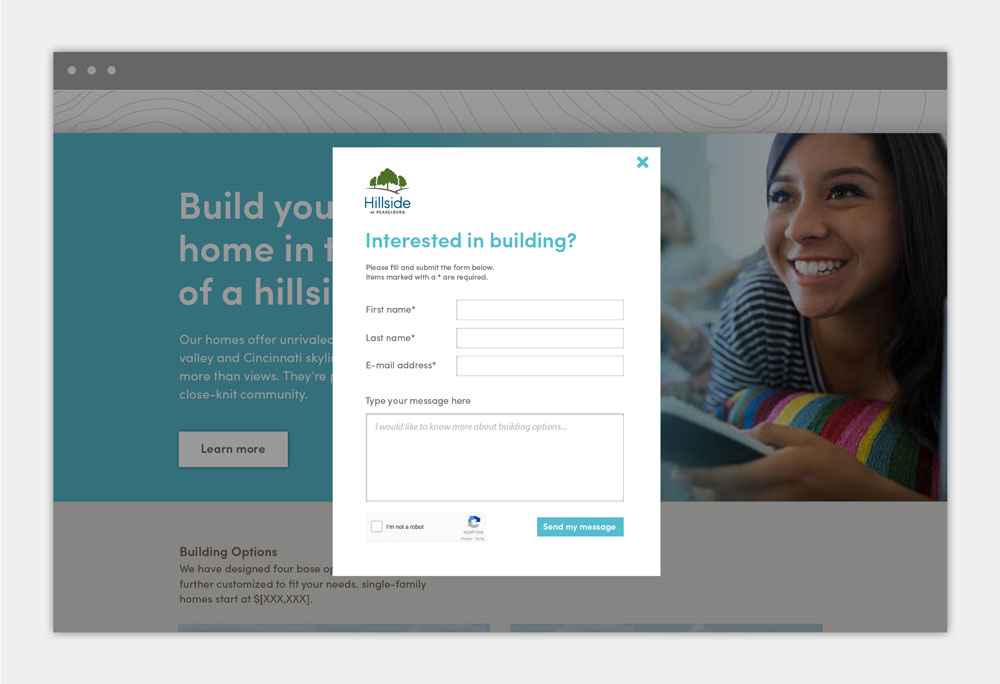 Build you
home in t
of a hillsi
Our homes offer unrivaled
valley and Cincinnati skyli
more than views. They're p
close-knit community.
Learn more
Hillside
of PEASELBURG
Interested in building?
Please fill and submit the form below.
Items marked with a * are required.
First name*
Last name*
E-mail address*
Type your message here
I would like to know more about building options...
I'm not a robot
reCAPTCHA
Privacy - Terms
Send my message
Building Options
We have designed four base op
further customized to fit your needs. single-family
homes start at $[XXX,XXX].